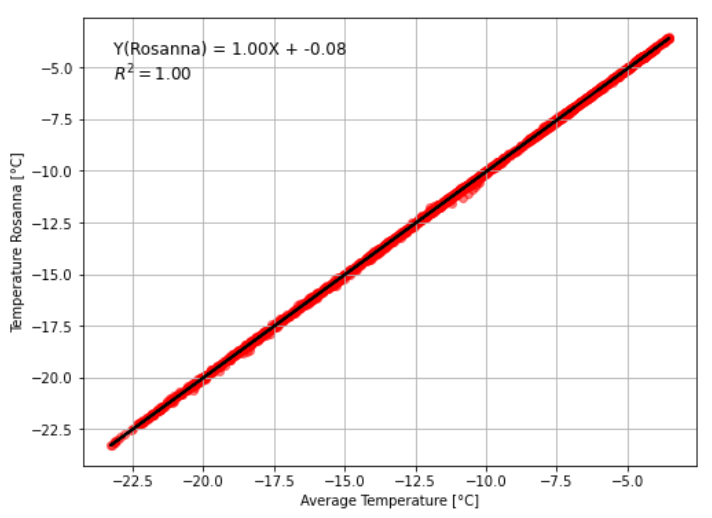 Y(Rosanna) = 1.00X + -0.08
R² = 1.00
−5.0
−7.5
−10.0
−12.5
−15.0
−17.5
−20.0
−22.5
Temperature Rosanna [°C]
−22.5 −20.0 −17.5 −15.0 −12.5 −10.0 −7.5 −5.0
Average Temperature [°C]